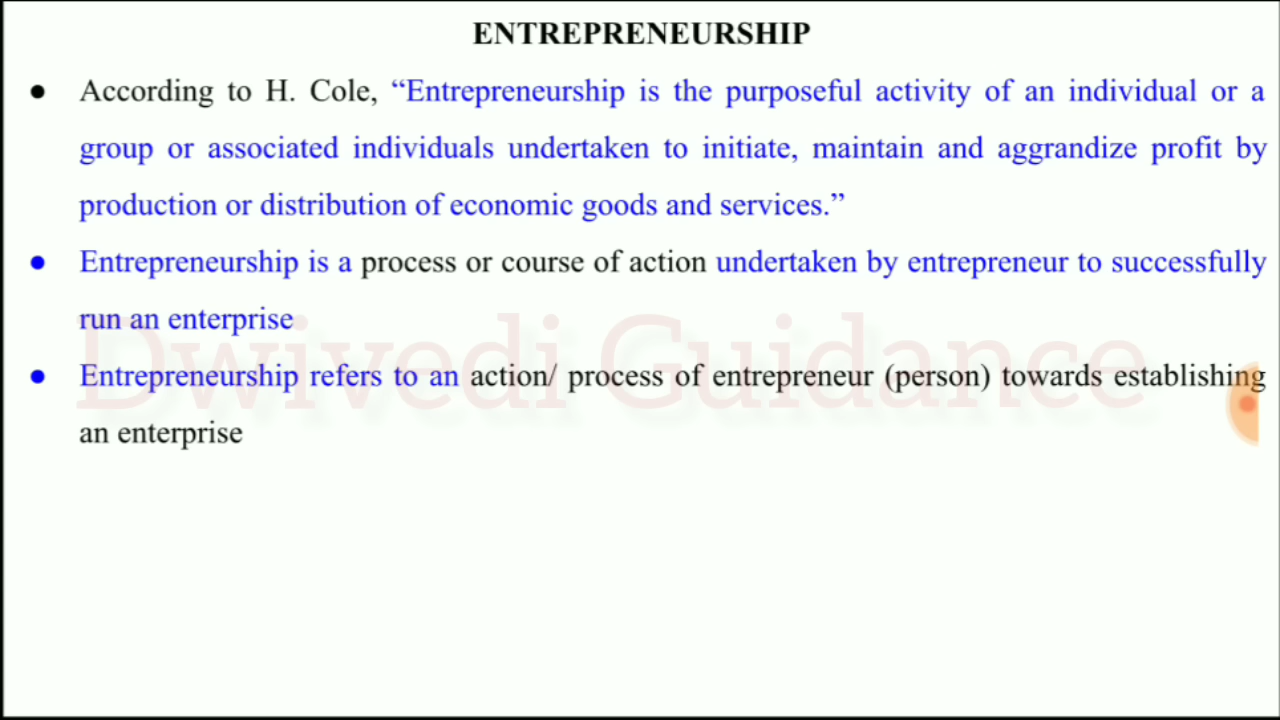 ENTREPRENEURSHIP
● According to H. Cole, “Entrepreneurship is the purposeful activity of an individual or a
group or associated individuals undertaken to initiate, maintain and aggrandize profit by
production or distribution of economic goods and services.”
● Entrepreneurship is a process or course of action undertaken by entrepreneur to successfully
run an enterprise
● Entrepreneurship refers to an action/ process of entrepreneur (person) towards establishing
an enterprise
Dwivedi Guidance